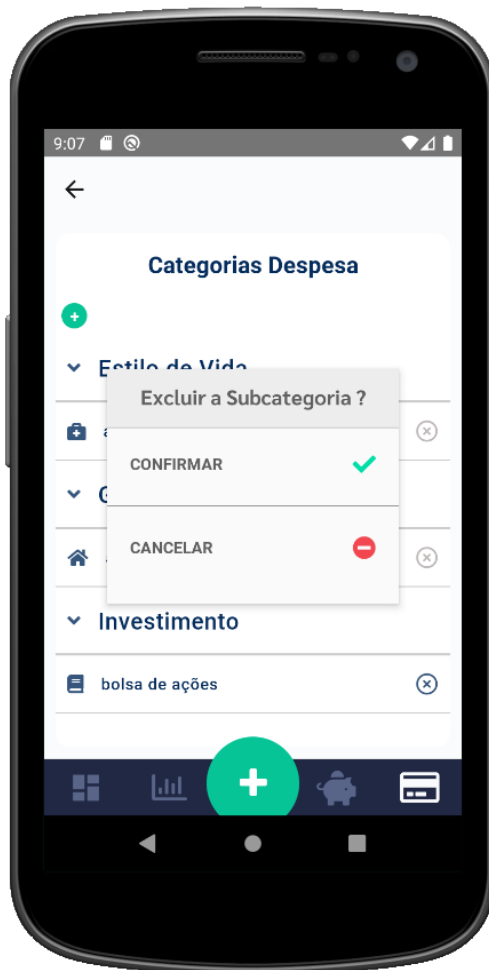 9:07
Categorias Despesa
Estilo de Vida
Excluir a Subcategoria ?
CONFIRMAR
CANCELAR
Investimento
bolsa de ações